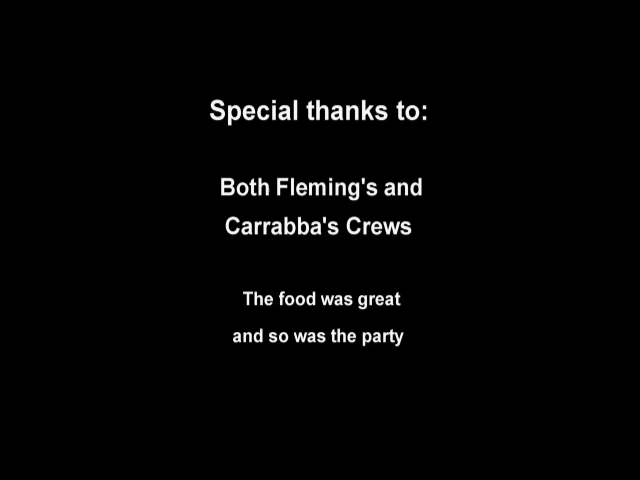 Special thanks to:
Both Fleming's and
Carrabba's Crews
The food was great
and so was the party